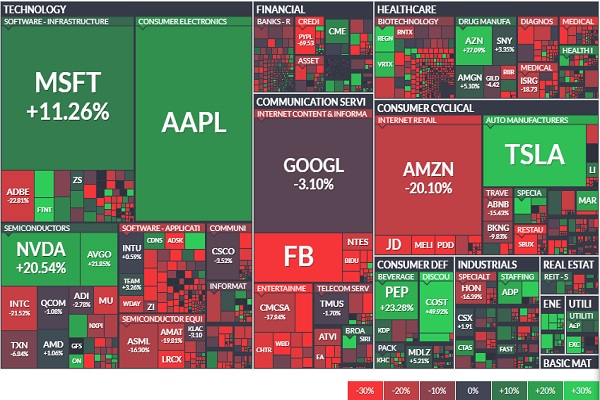 TECHNOLOGY
SOFTWARE - INFRASTRUCTURE
MSFT
+11.26%
ADBE
-22.81%
FTNT
ZS
CONSUMER ELECTRONICS
AAPL
SEMICONDUCTORS
NVDA
+20.54%
AVGO
+21.85%
INTC
-21.52%
QCOM
-1.08%
ADI
-2.70%
MU
NXPI
TXN
-6.84%
AMD
+1.06%
GFS
ON
SOFTWARE - APPLICATI
INTU
+0.59%
CDNS
ADSK
TEAM
+3.26%
WDAY
ZI
COMMUNI
CSCO
-3.52%
INFORMAT
SEMICONDUCTOR EQUI
ASML
-16.30%
AMAT
-19.81%
KLAC
-3.10
LRCX
FINANCIAL
BANKS - R
CREDI
PYPL
-69.53
CME
ASSET
COMMUNICATION SERVI
INTERNET CONTENT & INFORMA
GOOGL
-3.10%
FB
NTES
BIDU
ENTERTAINME
CMCSA
-17.84%
CHTR
WBD
EA
TELECOM SERV
TMUS
-1.70%
ATVI
BROA
SIRI
HEALTHCARE
BIOTECHNOLOGY
REGN
BNTX
VRTX
DRUG MANUFA
AZN
+27.09%
SNY
+3.35%
AMGN
+5.10%
GILD
-4.42
DIAGNOS
MEDICAL
HEALTH I
MEDICAL
ISRG
-18.73
CONSUMER CYCLICAL
INTERNET RETAIL
AMZN
-20.10%
JD
MELI
PDD
AUTO MANUFACTURERS
TSLA
LI
TRAVE
ABNB
-15.43%
BKNG
-9.83%
SPECIA
RESTAU
SBUX
MAR
CONSUMER DEF
BEVERAGE
PEP
+23.28%
KDP
DISCOU
COST
+49.92%
PACK
KHC
MDLZ
+5.21%
INDUSTRIALS
SPECIALT
HON
-16.39%
STAFFING
ADP
CSX
+1.91
CTAS
FAST
REAL ESTAT
REIT - S
ENE
UTILI
UTILITI
AEP
EXC
BASIC MAT
-30%
-20%
-10%
0%
+10%
+20%
+30%